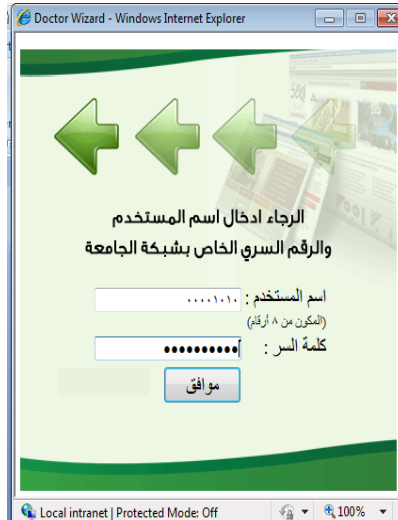 Doctor Wizard - Windows Internet Explorer
الرجاء ادخال اسم المستخدم
والرقم السري الخاص بشبكة الجامعة
اسم المستخدم : ٠٠٠٠١٠١٠
(المكون من ٨ أرقام)
كلمة السر : ●●●●●●●●●●
موافق
Local intranet | Protected Mode: Off 100%